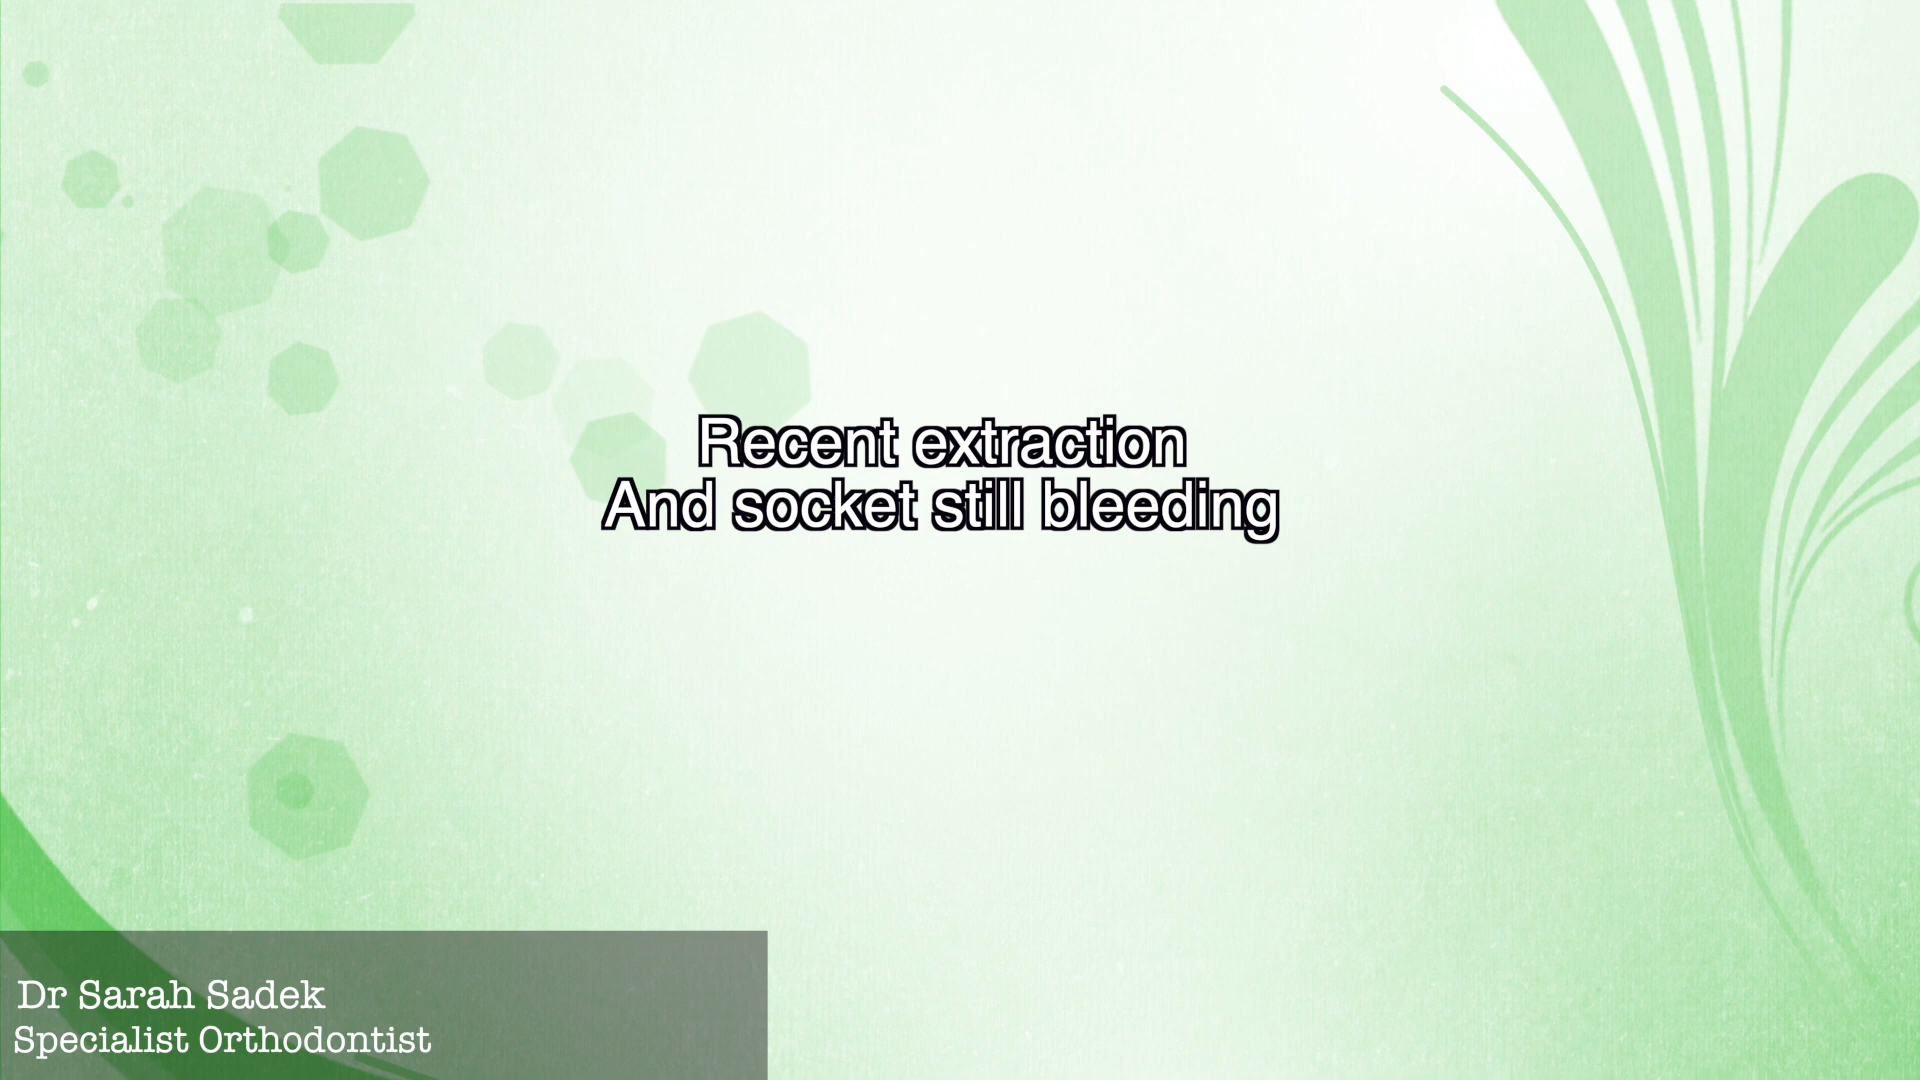 Recent extraction
And socket still bleeding
Dr Sarah Sadek
Specialist Orthodontist